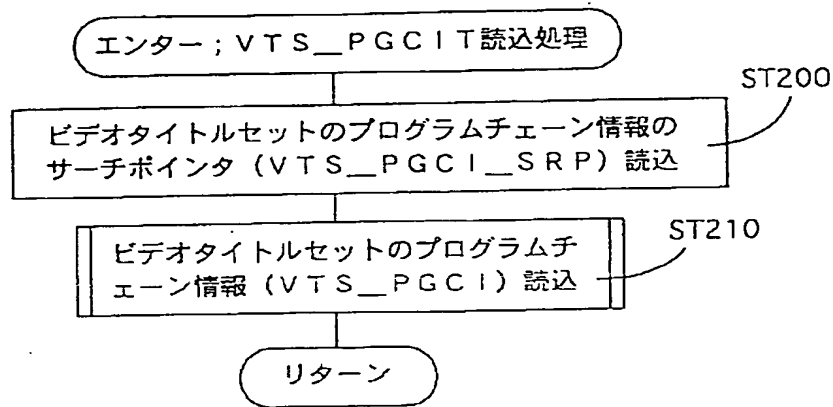 エンター；ＶＴＳ＿ＰＧＣＩＴ読込処理
ST200
ビデオタイトルセットのプログラムチェーン情報の
サーチポインタ（ＶＴＳ＿ＰＧＣＩ＿ＳＲＰ）読込
ST210
ビデオタイトルセットのプログラムチ
ェーン情報（ＶＴＳ＿ＰＧＣＩ）読込
リターン